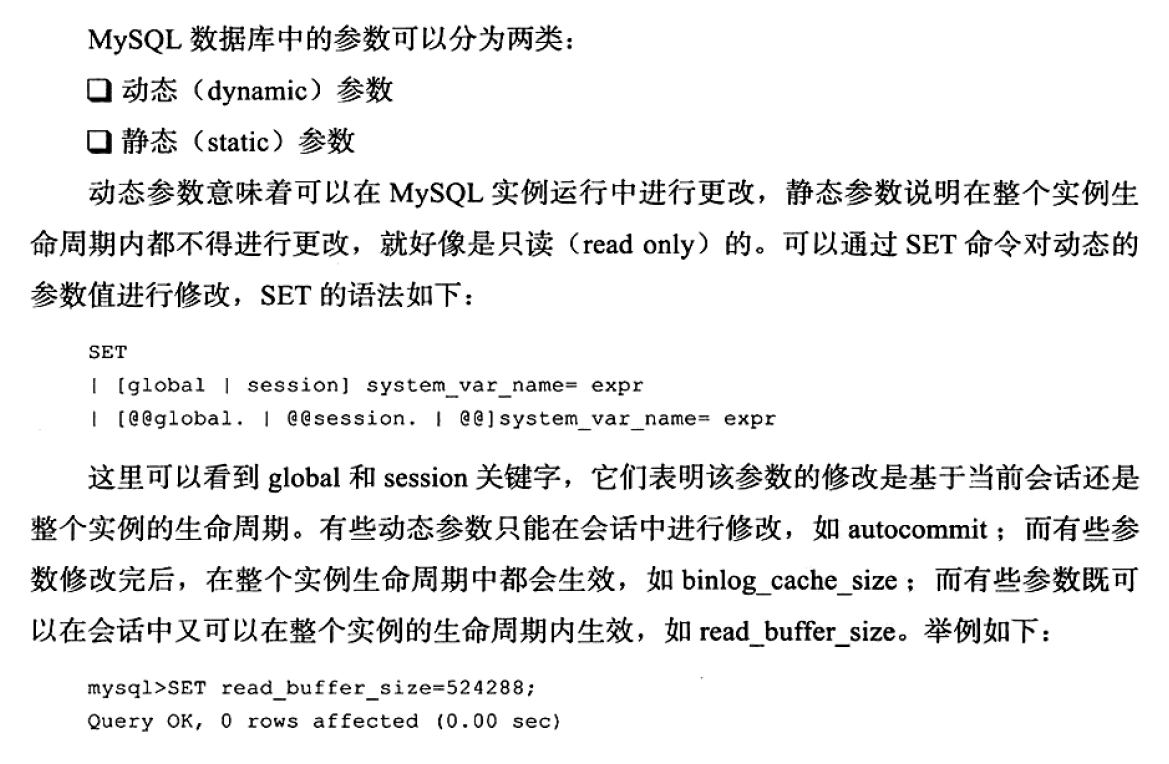 MySQL 数据库中的参数可以分为两类：
❑ 动态（dynamic）参数
❑ 静态（static）参数
动态参数意味着可以在 MySQL 实例运行中进行更改，静态参数说明在整个实例生
命周期内都不得进行更改，就好像是只读（read only）的。可以通过 SET 命令对动态的
参数值进行修改，SET 的语法如下：
SET
| [global | session] system_var_name= expr
| [@@global. | @@session. | @@]system_var_name= expr
这里可以看到 global 和 session 关键字，它们表明该参数的修改是基于当前会话还是
整个实例的生命周期。有些动态参数只能在会话中进行修改，如 autocommit；而有些参
数修改完后，在整个实例生命周期中都会生效，如 binlog_cache_size；而有些参数既可
以在会话中又可以在整个实例的生命周期内生效，如 read_buffer_size。举例如下：
mysql>SET read_buffer_size=524288;
Query OK, 0 rows affected (0.00 sec)